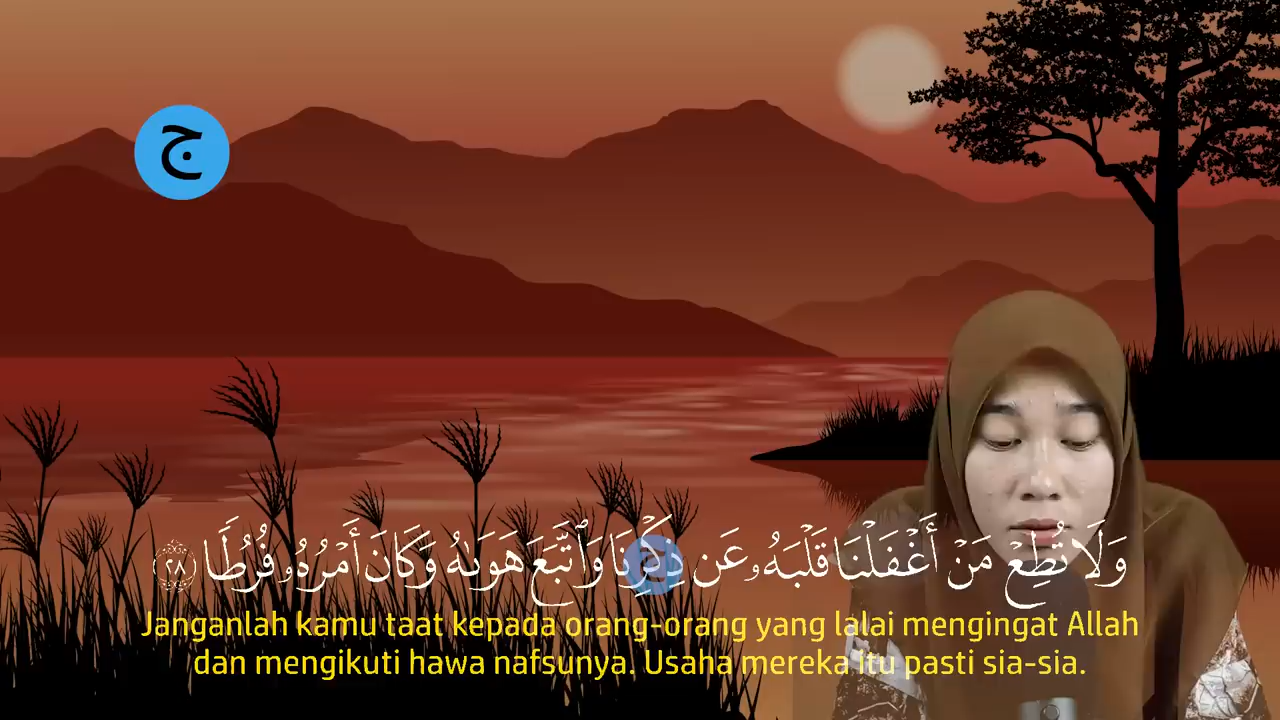 ج
وَلَا تُطِعْ مَنْ أَغْفَلْنَا قَلْبَهُۥ عَن ذِكْرِنَا وَٱتَّبَعَ هَوَىٰهُ وَكَانَ أَمْرُهُۥ فُرُطًا ٢٨
Janganlah kamu taat kepada orang-orang yang lalai mengingat Allah
dan mengikuti hawa nafsunya. Usaha mereka itu pasti sia-sia.